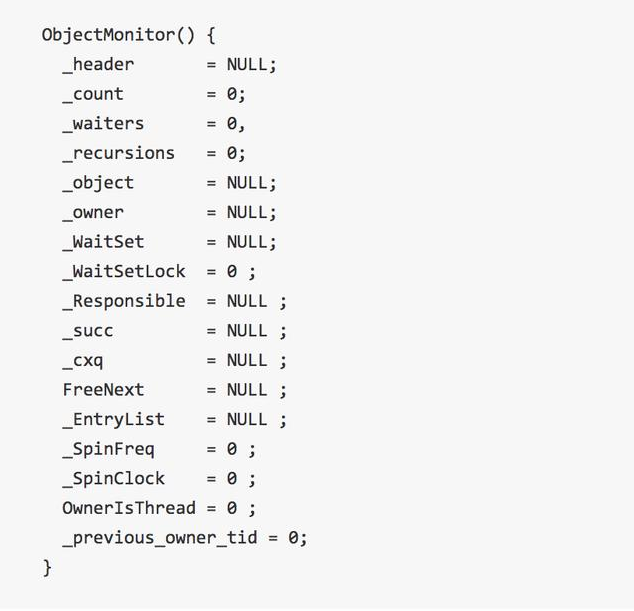 ObjectMonitor() {
  _header       = NULL;
  _count        = 0;
  _waiters      = 0,
  _recursions   = 0;
  _object       = NULL;
  _owner        = NULL;
  _WaitSet      = NULL;
  _WaitSetLock  = 0 ;
  _Responsible  = NULL ;
  _succ         = NULL ;
  _cxq          = NULL ;
  FreeNext      = NULL ;
  _EntryList    = NULL ;
  _SpinFreq     = 0 ;
  _SpinClock    = 0 ;
  OwnerIsThread = 0 ;
  _previous_owner_tid = 0;
}